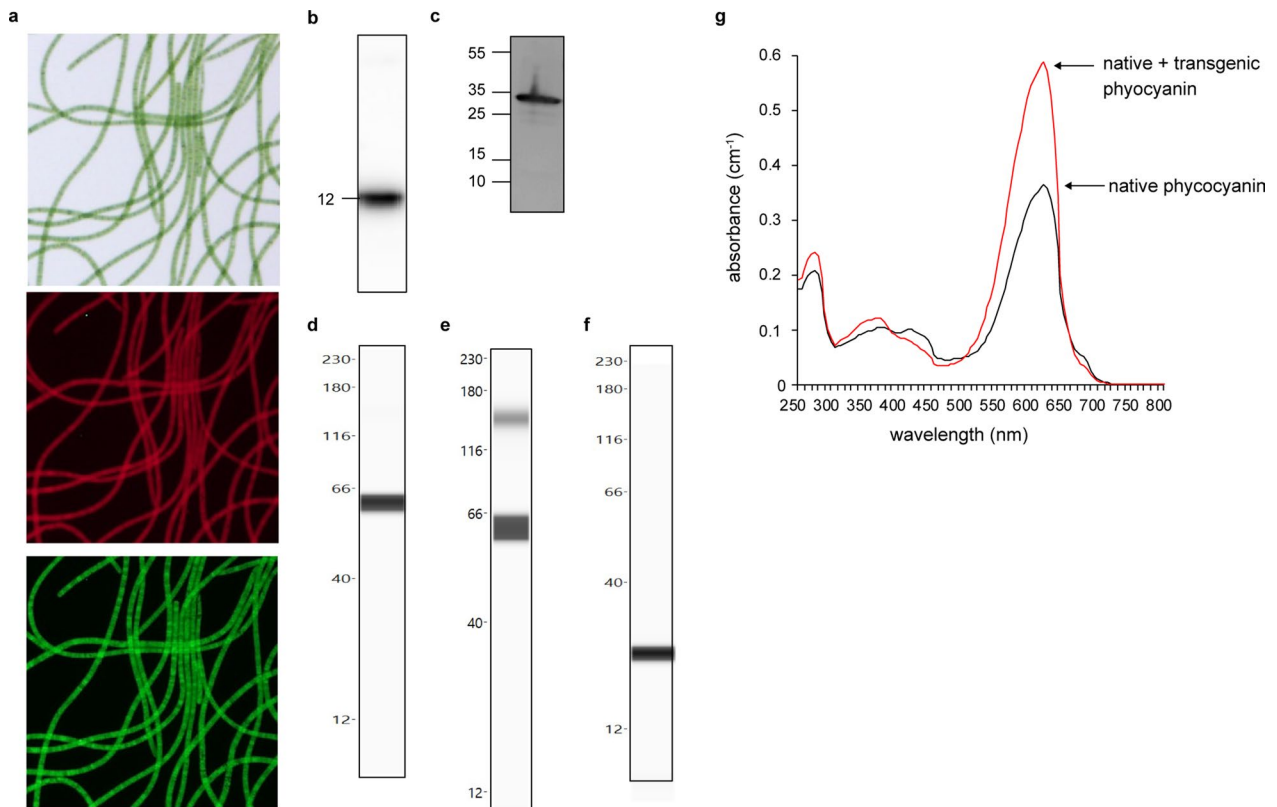 a
b
12
c
55
35
25
15
10
d
230-
180-
116-
66-
40-
12-
e
230-
180-
116-
66-
40-
12-
f
230-
180-
116-
66-
40-
12-
g
absorbance (cm⁻¹)
0.6
0.5
0.6
0.3
0.2
0.1
0
250 300 350 400 450 500 550 600 650 700 750 800
wavelength (nm)
native + transgenic
phyocyanin
native phycocyanin